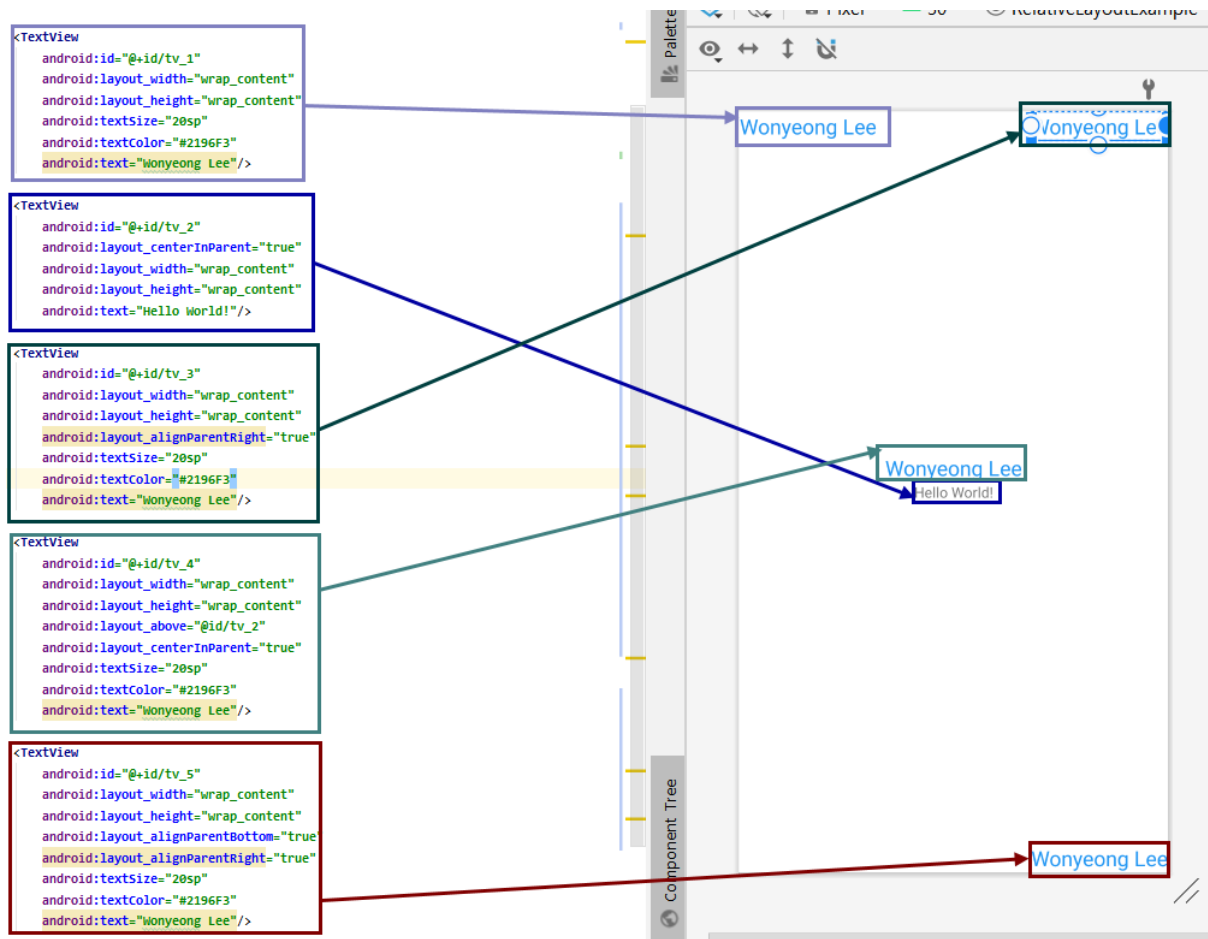 <TextView
android:id="@+id/tv_1"
android:layout_width="wrap_content"
android:layout_height="wrap_content"
android:textSize="20sp"
android:textColor="#2196F3"
android:text="Wonyeong Lee"/>
<TextView
android:id="@+id/tv_2"
android:layout_centerInParent="true"
android:layout_width="wrap_content"
android:layout_height="wrap_content"
android:text="Hello World!"/>
<TextView
android:id="@+id/tv_3"
android:layout_width="wrap_content"
android:layout_height="wrap_content"
android:layout_alignParentRight="true"
android:textSize="20sp"
android:textColor="#2196F3"
android:text="Wonyeong Lee"/>
<TextView
android:id="@+id/tv_4"
android:layout_width="wrap_content"
android:layout_height="wrap_content"
android:layout_above="@id/tv_2"
android:layout_centerInParent="true"
android:textSize="20sp"
android:textColor="#2196F3"
android:text="Wonyeong Lee"/>
<TextView
android:id="@+id/tv_5"
android:layout_width="wrap_content"
android:layout_height="wrap_content"
android:layout_alignParentBottom="true"
android:layout_alignParentRight="true"
android:textSize="20sp"
android:textColor="#2196F3"
android:text="Wonyeong Lee"/>
Palette
Component Tree
Pixel 30 RelativeLayoutExample
Wonyeong Lee
Wonyeong Lee
Wonyeong Lee
Hello World!
Wonyeong Lee